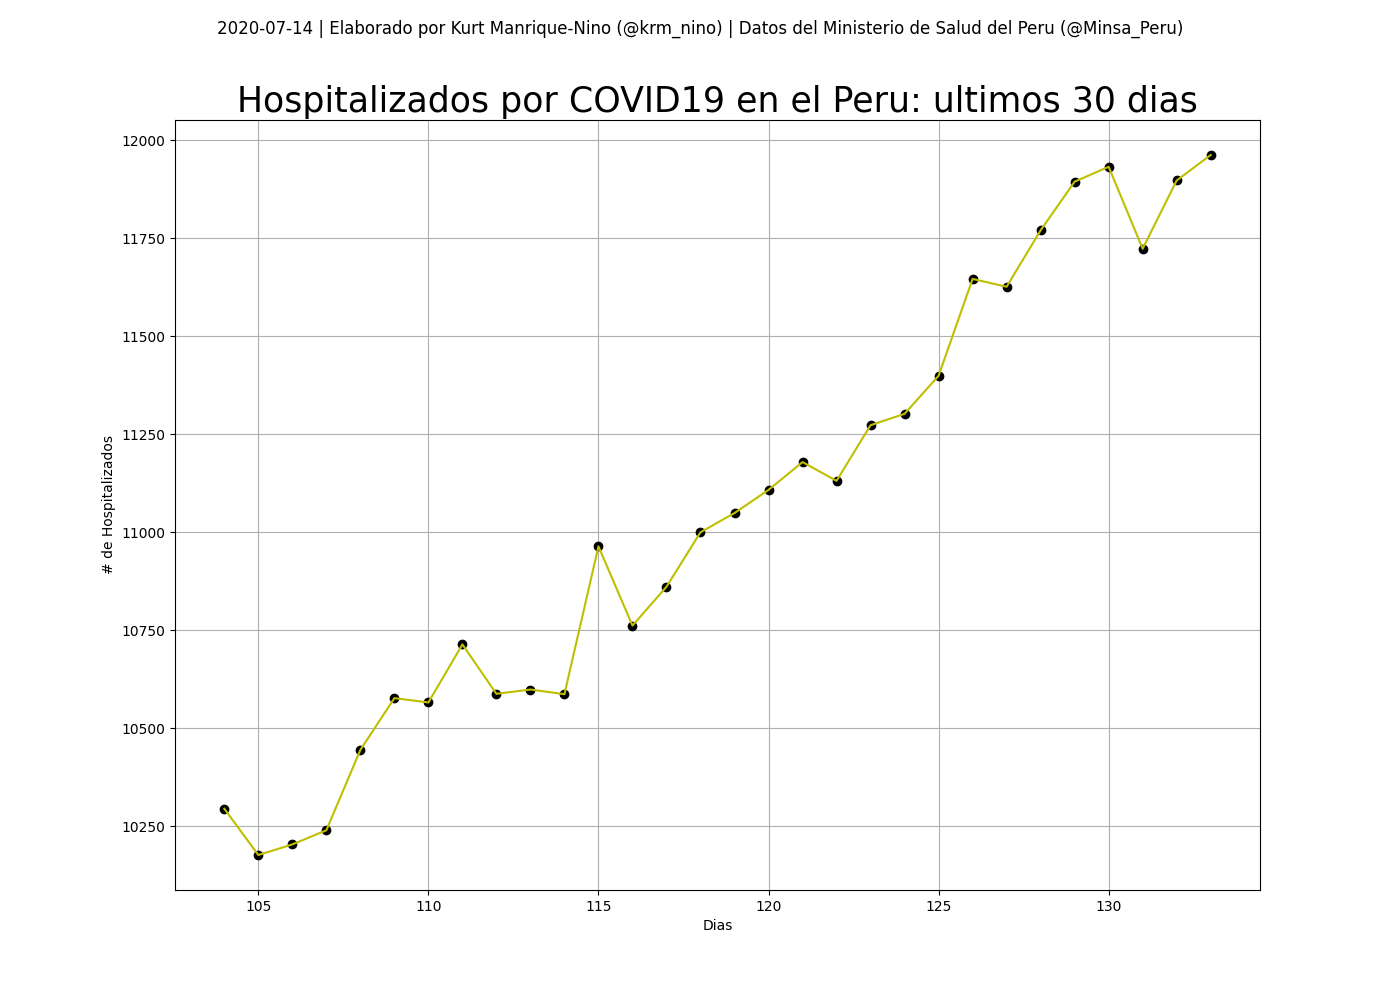 2020-07-14 | Elaborado por Kurt Manrique-Nino (@krm_nino) | Datos del Ministerio de Salud del Peru (@Minsa_Peru)
Hospitalizados por COVID19 en el Peru: ultimos 30 dias
12000
11750
11500
11250
11000
10750
10500
10250
# de Hospitalizados
105 110 115 120 125 130
Dias